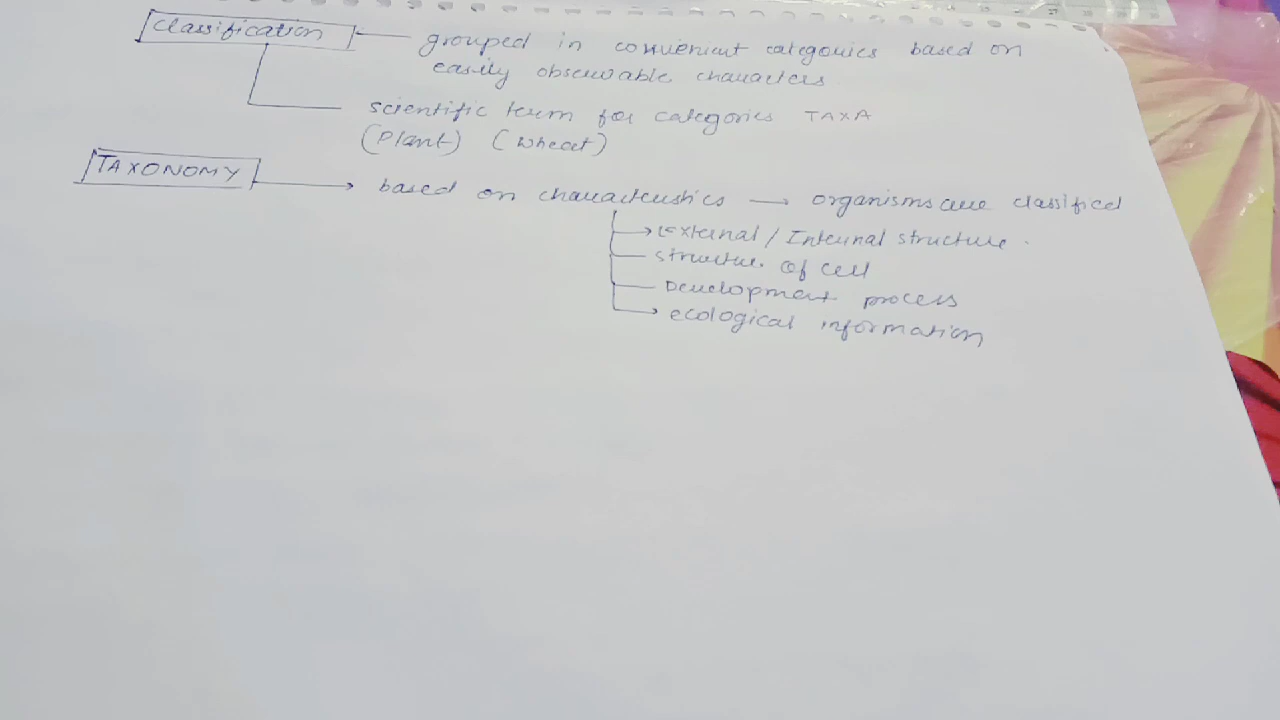 Classification
grouped in convienient categories based on
easily observable characters
scientific term for categories TAXA
(Plant) (Wheat)
TAXONOMY
based on characteristics → organisms are classified
External / Internal structure.
structure of cell
Development process
ecological information